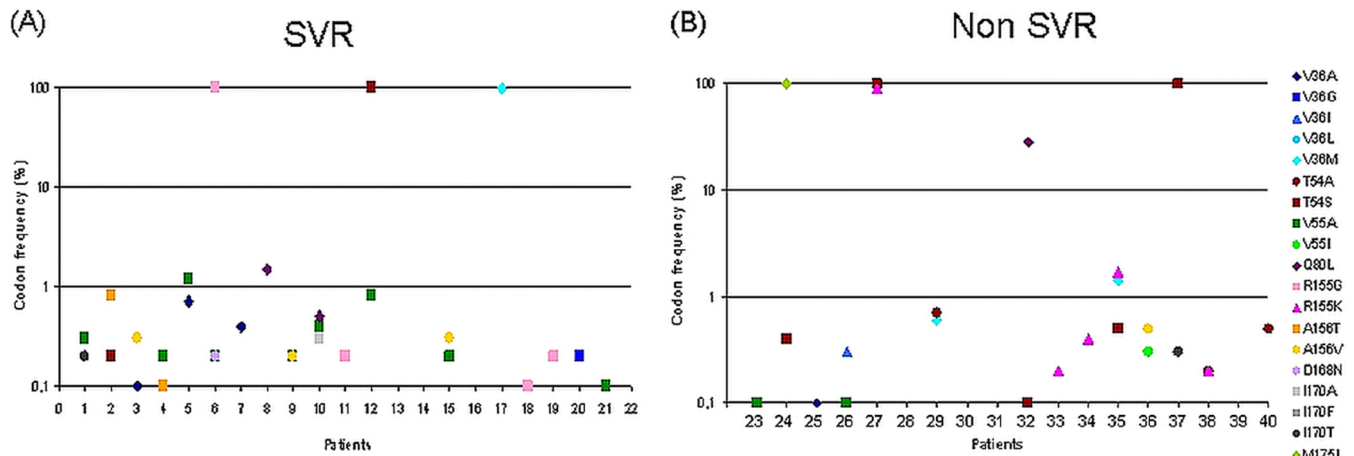 (A)
SVR
100
10
1
0,1
Codon frequency (%)
0 1 2 3 4 5 6 7 8 9 10 11 12 13 14 15 16 17 18 19 20 21 22
Patients
(B)
Non SVR
100
10
1
0,1
Codon frequency (%)
23 24 25 26 27 28 29 30 31 32 33 34 35 36 37 38 39 40
Patients
V36A
V36G
V36I
V36L
V36M
T54A
T54S
V55A
V55I
Q80L
R155G
R155K
A156T
A156V
D168N
I170A
I170F
I170T